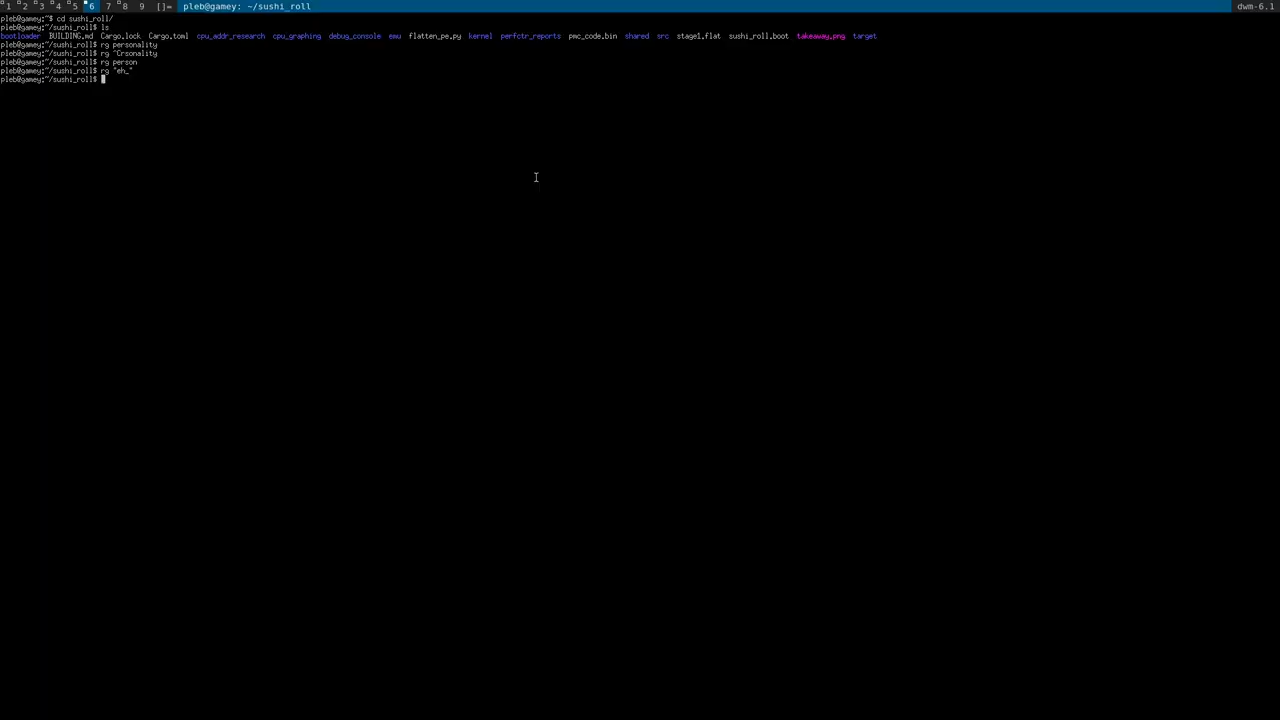 1 2 3 4 5 6 7 8 9 []= pleb@gamey: ~/sushi_roll dwm-6.1
pleb@gamey:~$ cd sushi_roll/
pleb@gamey:~/sushi_roll$ ls
bootloader BUILDING.md Cargo.lock Cargo.toml cpu_addr_research cpu_graphing debug_console emu flatten_pe.py kernel perfctr_reports pmc_code.bin shared src stage1.flat sushi_roll.boot takeaway.png target
pleb@gamey:~/sushi_roll$ rg personality
pleb@gamey:~/sushi_roll$ rg ^Crsonality
pleb@gamey:~/sushi_roll$ rg person
pleb@gamey:~/sushi_roll$ rg "eh_"
pleb@gamey:~/sushi_roll$